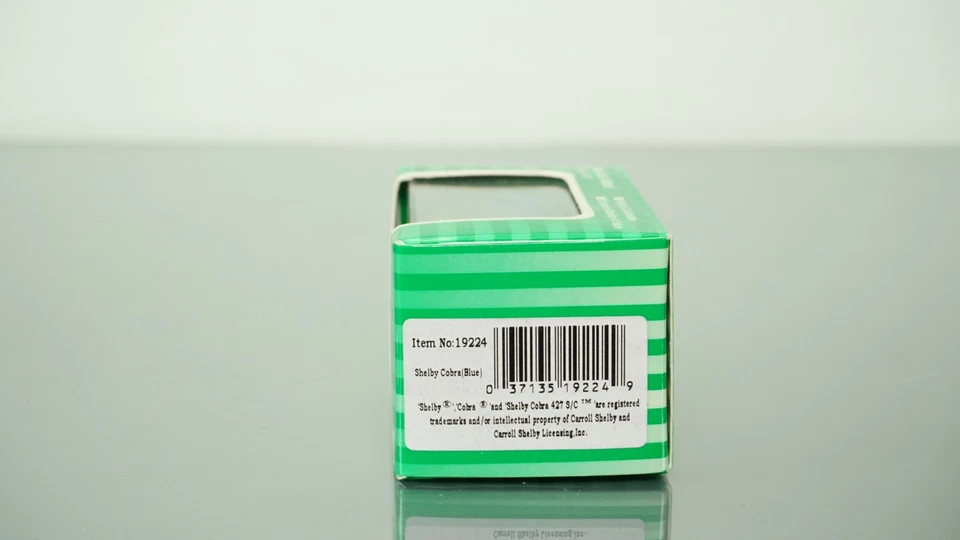 Item No:19224
Shelby Cobra(Blue)
0 37135 19224 9
'Shelby ®','Cobra ®'and 'Shelby Cobra 427 S/C ™ 'are registered
trademarks and/or intellectual property of Carroll Shelby and
Carroll Shelby Licensing,Inc.